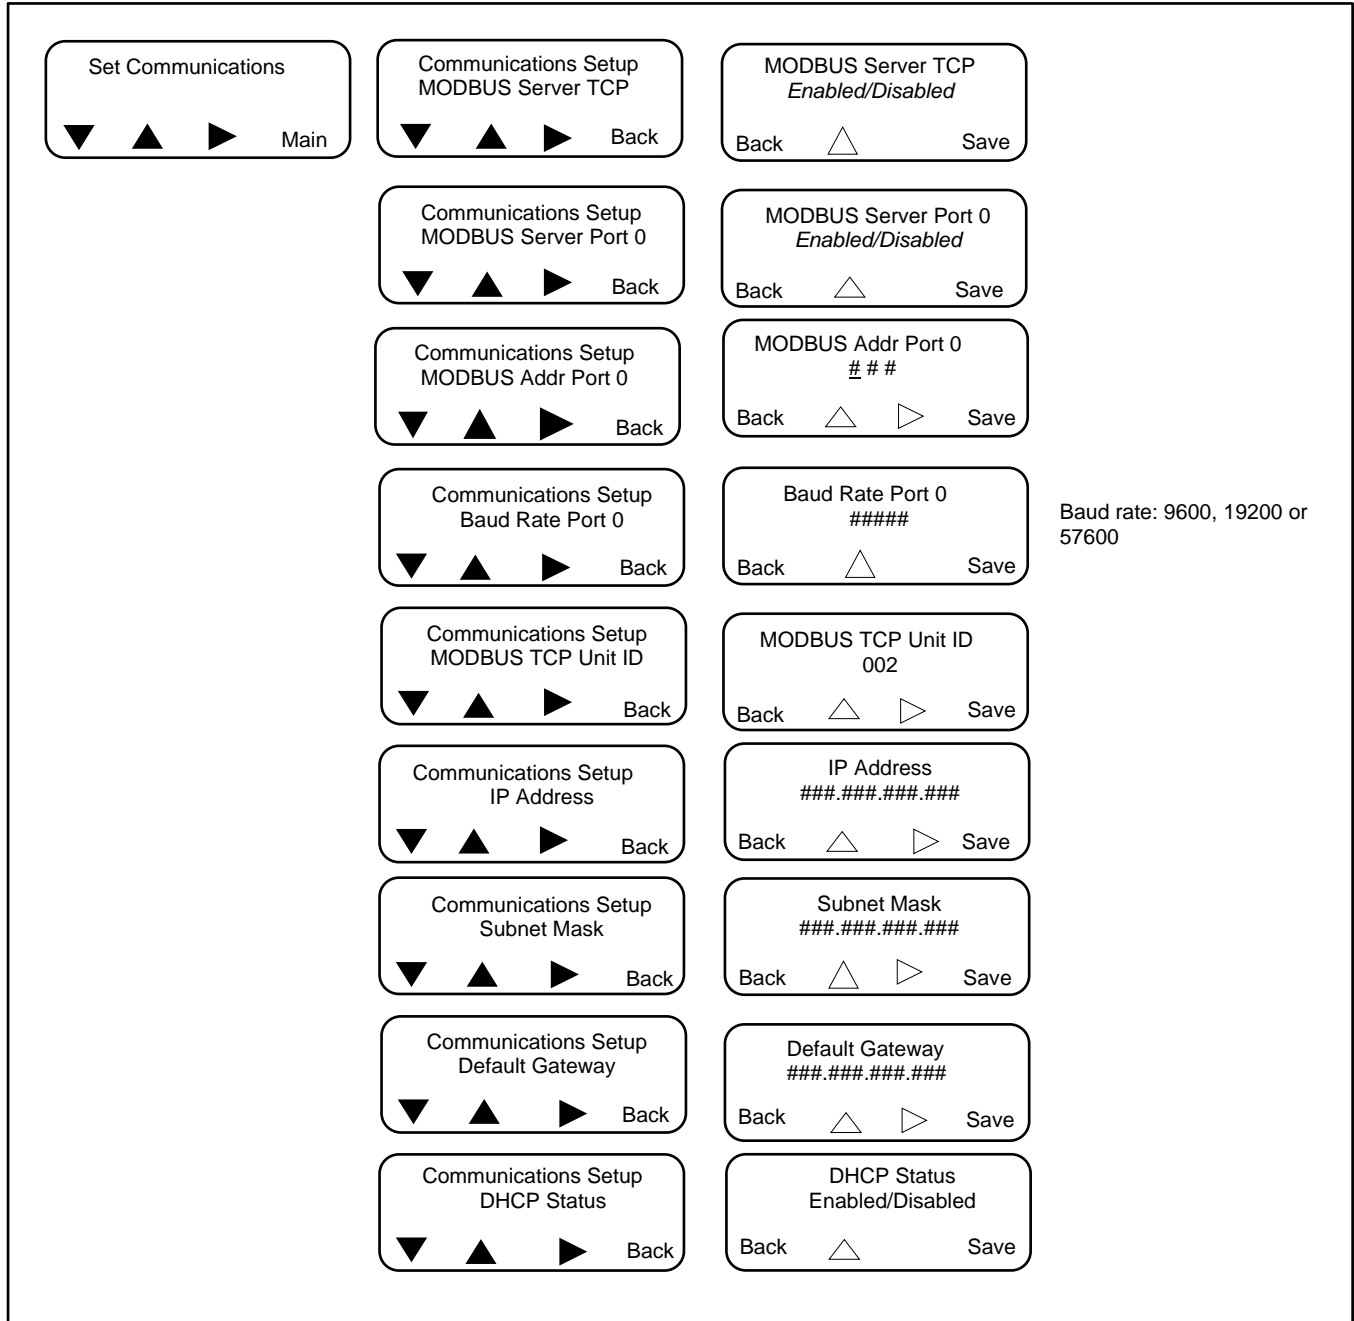 Set Communications
Main
Communications Setup
MODBUS Server TCP
Back
MODBUS Server TCP
Enabled/Disabled
Back Save
Communications Setup
MODBUS Server Port 0
Back
MODBUS Server Port 0
Enabled/Disabled
Back Save
Communications Setup
MODBUS Addr Port 0
Back
MODBUS Addr Port 0
# # #
Back Save
Communications Setup
Baud Rate Port 0
Back
Baud Rate Port 0
#####
Back Save
Baud rate: 9600, 19200 or
57600
Communications Setup
MODBUS TCP Unit ID
Back
MODBUS TCP Unit ID
002
Back Save
Communications Setup
IP Address
Back
IP Address
###.###.###.###
Back Save
Communications Setup
Subnet Mask
Back
Subnet Mask
###.###.###.###
Back Save
Communications Setup
Default Gateway
Back
Default Gateway
###.###.###.###
Back Save
Communications Setup
DHCP Status
Back
DHCP Status
Enabled/Disabled
Back Save